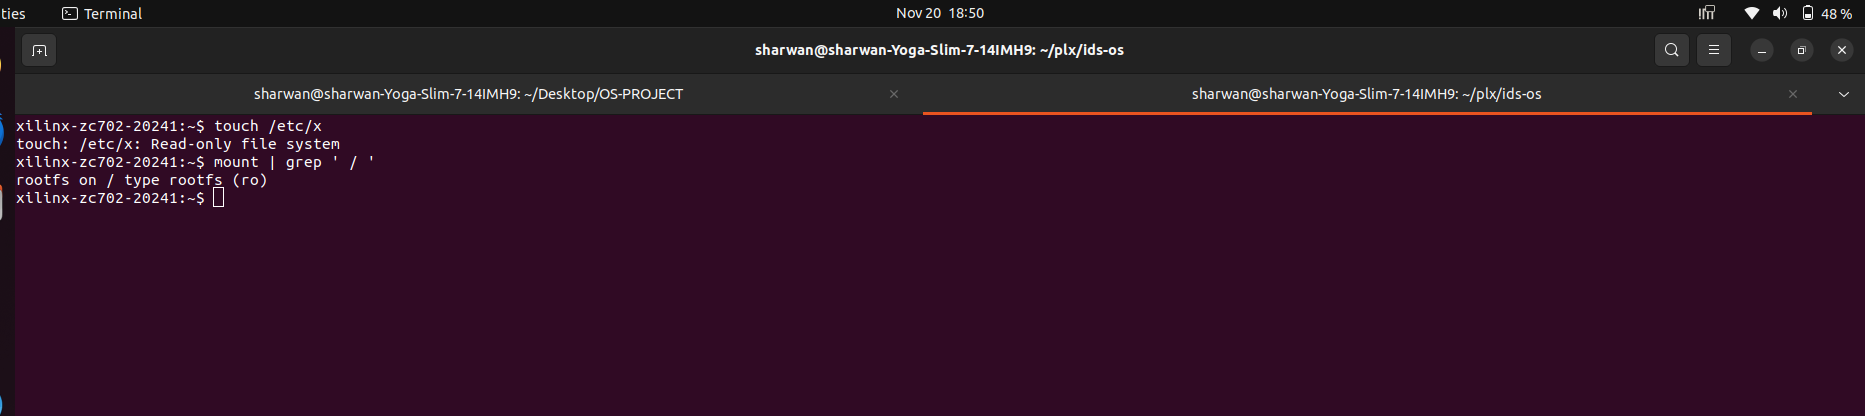 ties
Terminal
Nov 20 18:50
48 %
sharwan@sharwan-Yoga-Slim-7-14IMH9: ~/plx/ids-os
sharwan@sharwan-Yoga-Slim-7-14IMH9: ~/Desktop/OS-PROJECT
sharwan@sharwan-Yoga-Slim-7-14IMH9: ~/plx/ids-os
xilinx-zc702-20241:~$ touch /etc/x
touch: /etc/x: Read-only file system
xilinx-zc702-20241:~$ mount | grep ' / '
rootfs on / type rootfs (ro)
xilinx-zc702-20241:~$